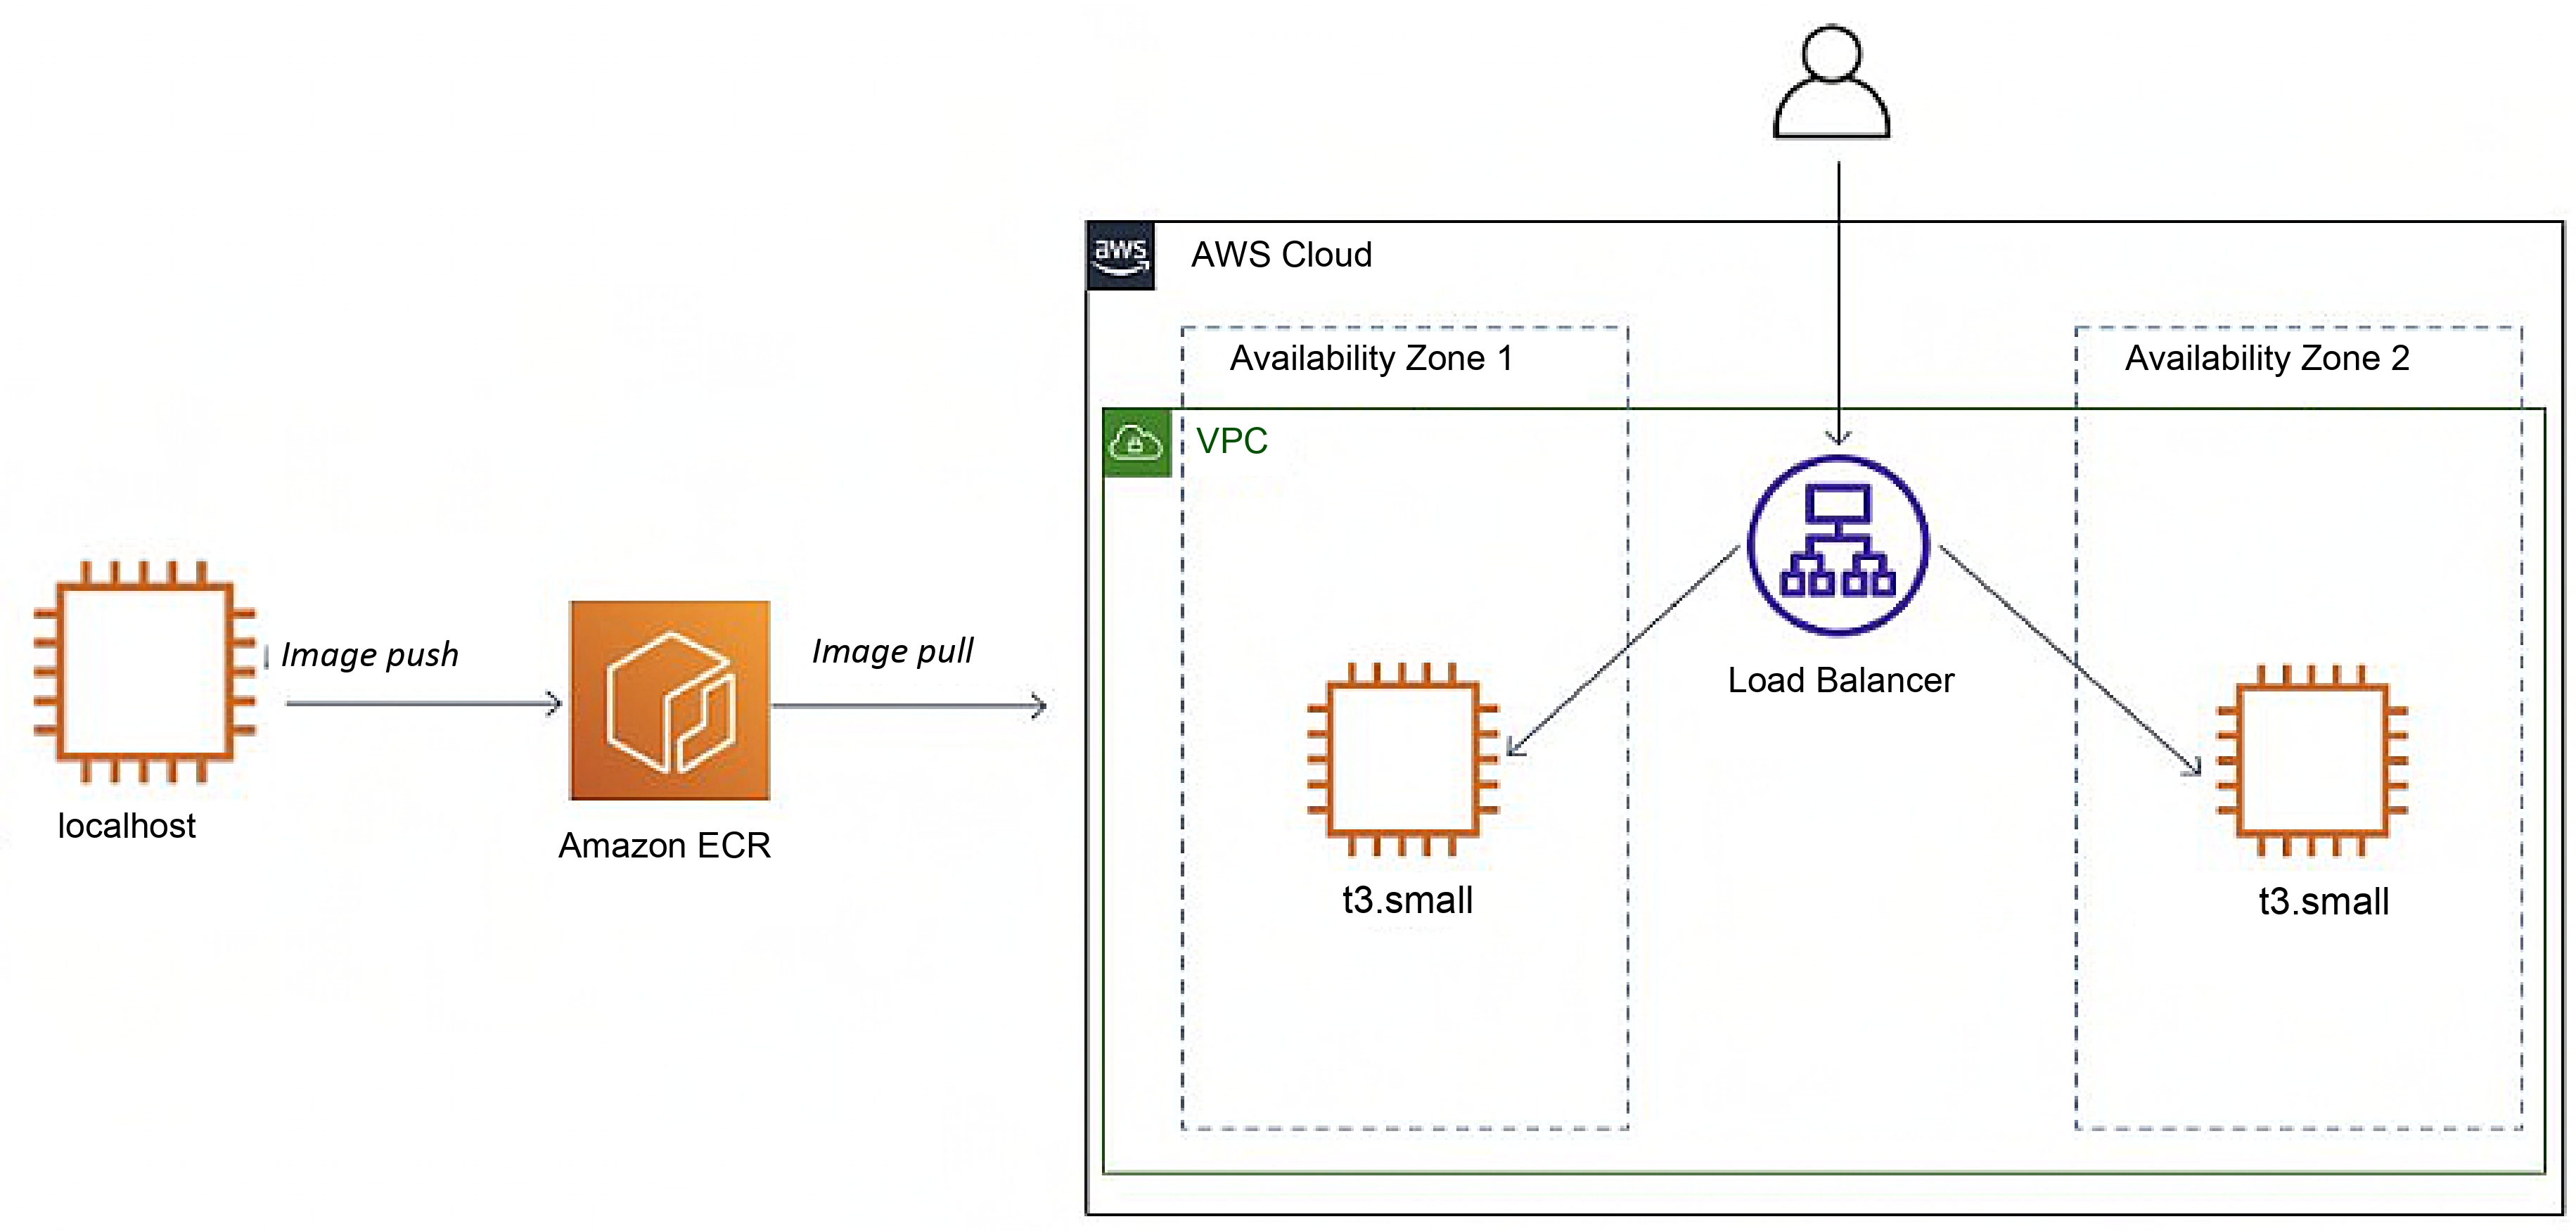 aws
AWS Cloud
Availability Zone 1
Availability Zone 2
VPC
Image push
Image pull
Load Balancer
localhost
Amazon ECR
t3.small
t3.small